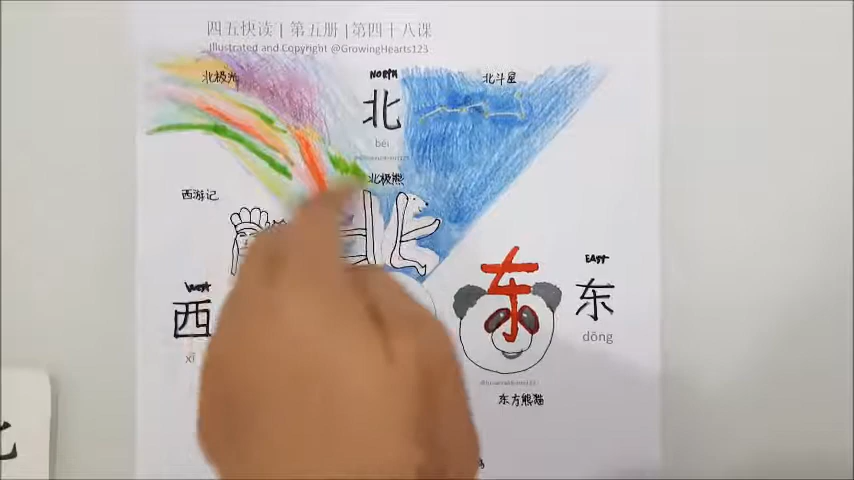 四五快读 | 第五册 | 第四十八课
Illustrated and Copyright @GrowingHearts123
北极光
NORTH
北斗星
北
běi
北极熊
西游记
WEST
西
xī
东
EAST
东
dōng
东方熊猫